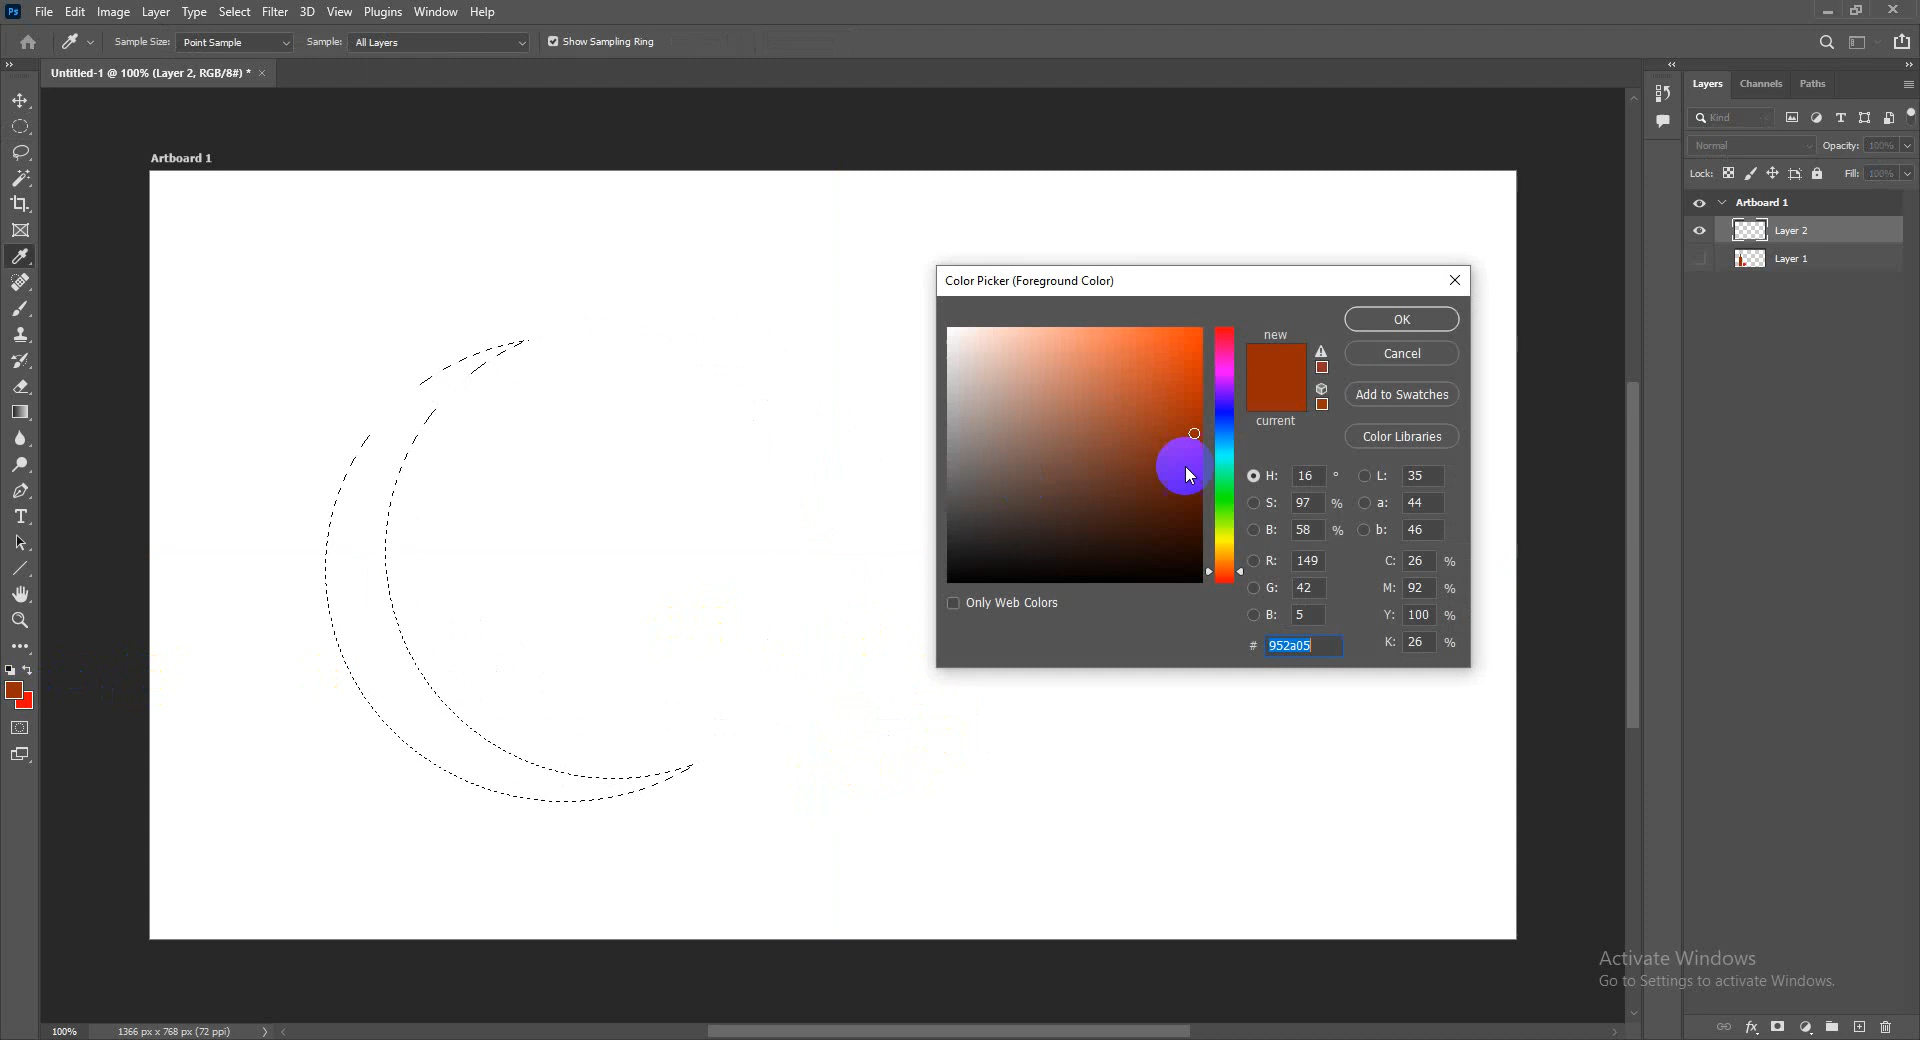 Ps File Edit Image Layer Type Select Filter 3D View Plugins Window Help
Sample Size: Point Sample Sample: All Layers Show Sampling Ring
Untitled-1 @ 100% (Layer 2, RGB/8#) *
Layers Channels Paths
Kind
Normal Opacity: 100%
Lock: Fill: 100%
Artboard 1
Layer 2
Layer 1
Artboard 1
Color Picker (Foreground Color)
new
current
OK
Cancel
Add to Swatches
Color Libraries
H: 16 ° L: 35
S: 97 % a: 44
B: 58 % b: 46
R: 149 C: 26 %
G: 42 M: 92 %
B: 5 Y: 100 %
# 952a05 K: 26 %
Only Web Colors
Activate Windows
Go to Settings to activate Windows.
100% 1366 px x 768 px (72 ppi)